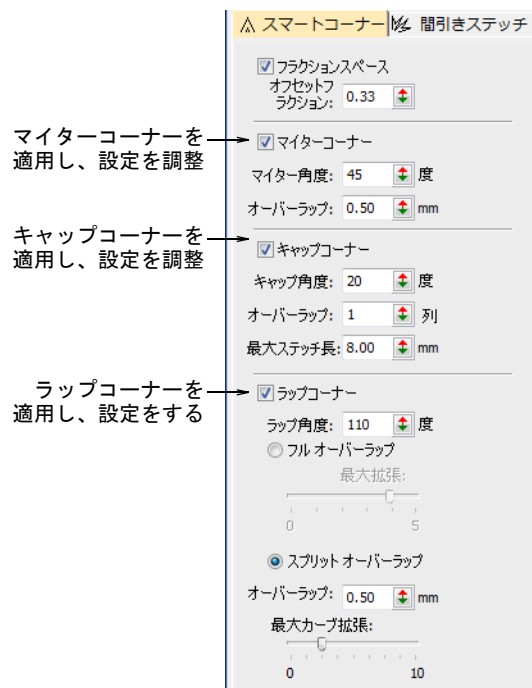 スマートコーナー 間引きステッチ
フラクションスペース
オフセットフ
ラクション: 0.33
マイターコーナーを
適用し、設定を調整
マイターコーナー
マイター角度: 45 度
オーバーラップ: 0.50 mm
キャップコーナーを
適用し、設定を調整
キャップコーナー
キャップ角度: 20 度
オーバーラップ: 1 列
最大ステッチ長: 8.00 mm
ラップコーナーを
適用し、設定をする
ラップコーナー
ラップ角度: 110 度
フル オーバーラップ
最大拡張:
0 5
スプリット オーバーラップ
オーバーラップ: 0.50 mm
最大カーブ拡張:
0 10